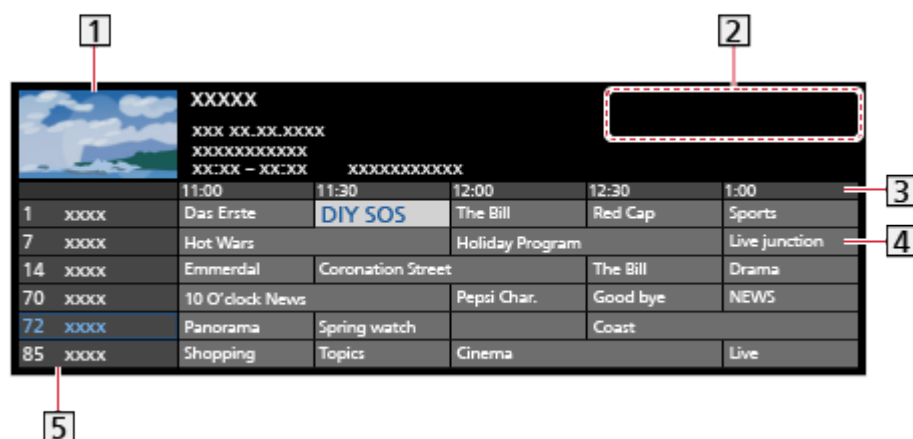 1 2
XXXXX
XXX XX.XX.XXXX
XXXXXXXXXXX
XX:XX – XX:XX XXXXXXXXXXX
11:00 11:30 12:00 12:30 1:00 3
1 XXXX Das Erste DIY SOS The Bill Red Cap Sports
7 XXXX Hot Wars Holiday Program Live junction 4
14 XXXX Emmerdal Coronation Street The Bill Drama
70 XXXX 10 O'clock News Pepsi Char. Good bye NEWS
72 XXXX Panorama Spring watch Coast
85 XXXX Shopping Topics Cinema Live
5